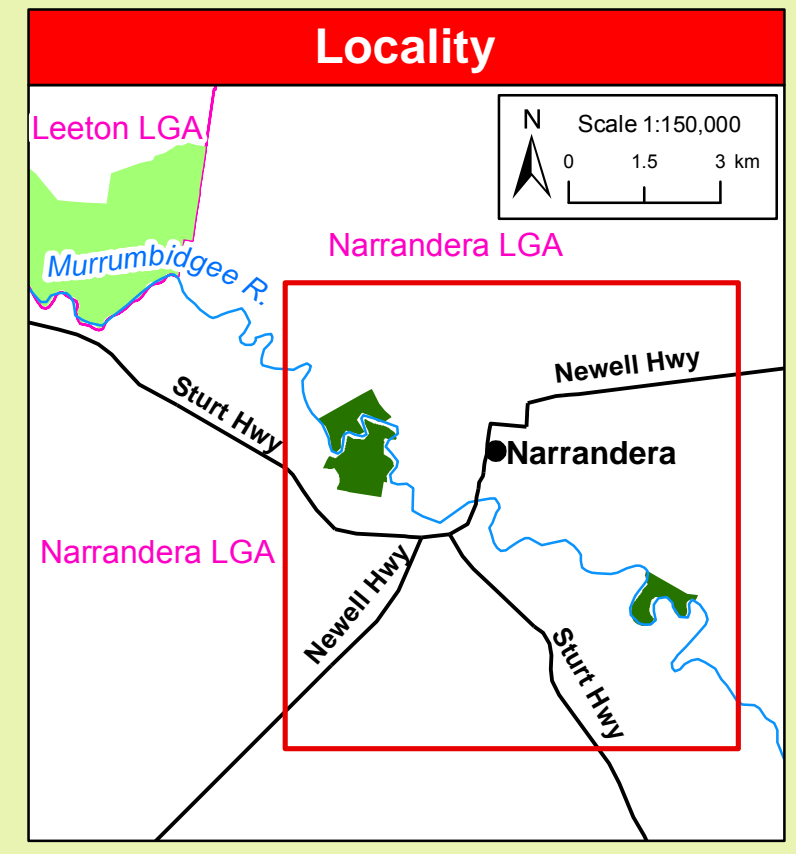 Locality
Leeton LGA
N
Scale 1:150,000
0 1.5 3 km
Narrandera LGA
Murrumbidgee R.
Newell Hwy
Sturt Hwy
Narrandera
Narrandera LGA
Newell Hwy
Sturt Hwy